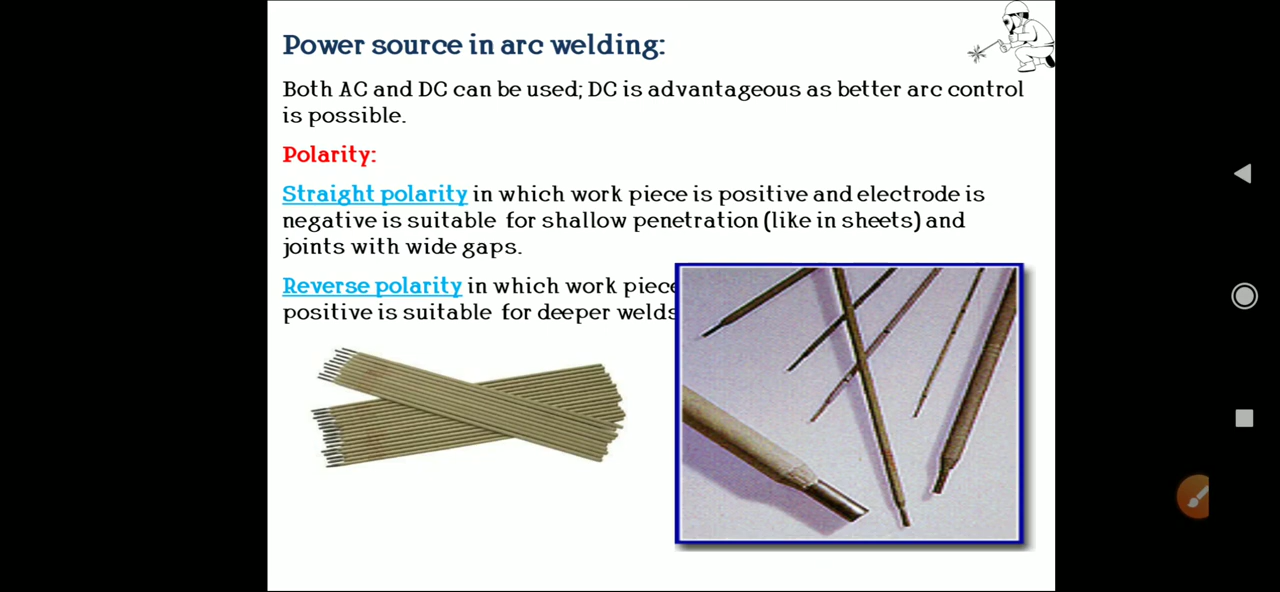 Power source in arc welding:
Both AC and DC can be used; DC is advantageous as better arc control
is possible.
Polarity:
Straight polarity in which work piece is positive and electrode is
negative is suitable for shallow penetration (like in sheets) and
joints with wide gaps.
Reverse polarity in which work piece
positive is suitable for deeper welds